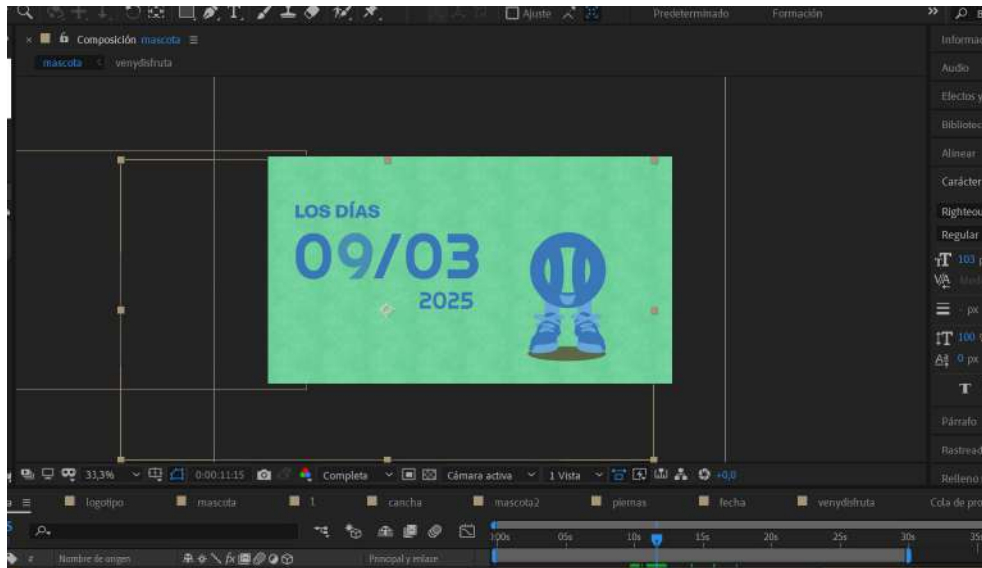 Ajuste
Predeterminado
Formación
Composición mascota
mascota
venydisfruta
Informac
Audio
Efectos y
Bibliotec
Alinear
Carácter
Righteou
Regular
103 p
- px
100
0 px
T
Párrafo
Rastread
Relleno
LOS DÍAS
09/03
2025
33,3%
0:00:11:15
Completa
Cámara activa
1 Vista
+0,0
logotipo
mascota
1
cancha
mascota2
piernas
fecha
venydisfruta
Cola de pro
05s
10s
15s
20s
25s
30s
35s
# Nombre de origen
Principal y enlace